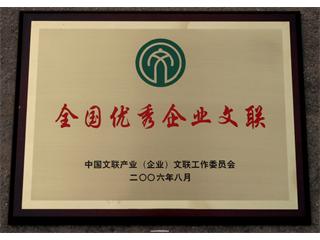 全国优秀企业文联
中国文联产业（企业）文联工作委员会
二〇〇六年八月